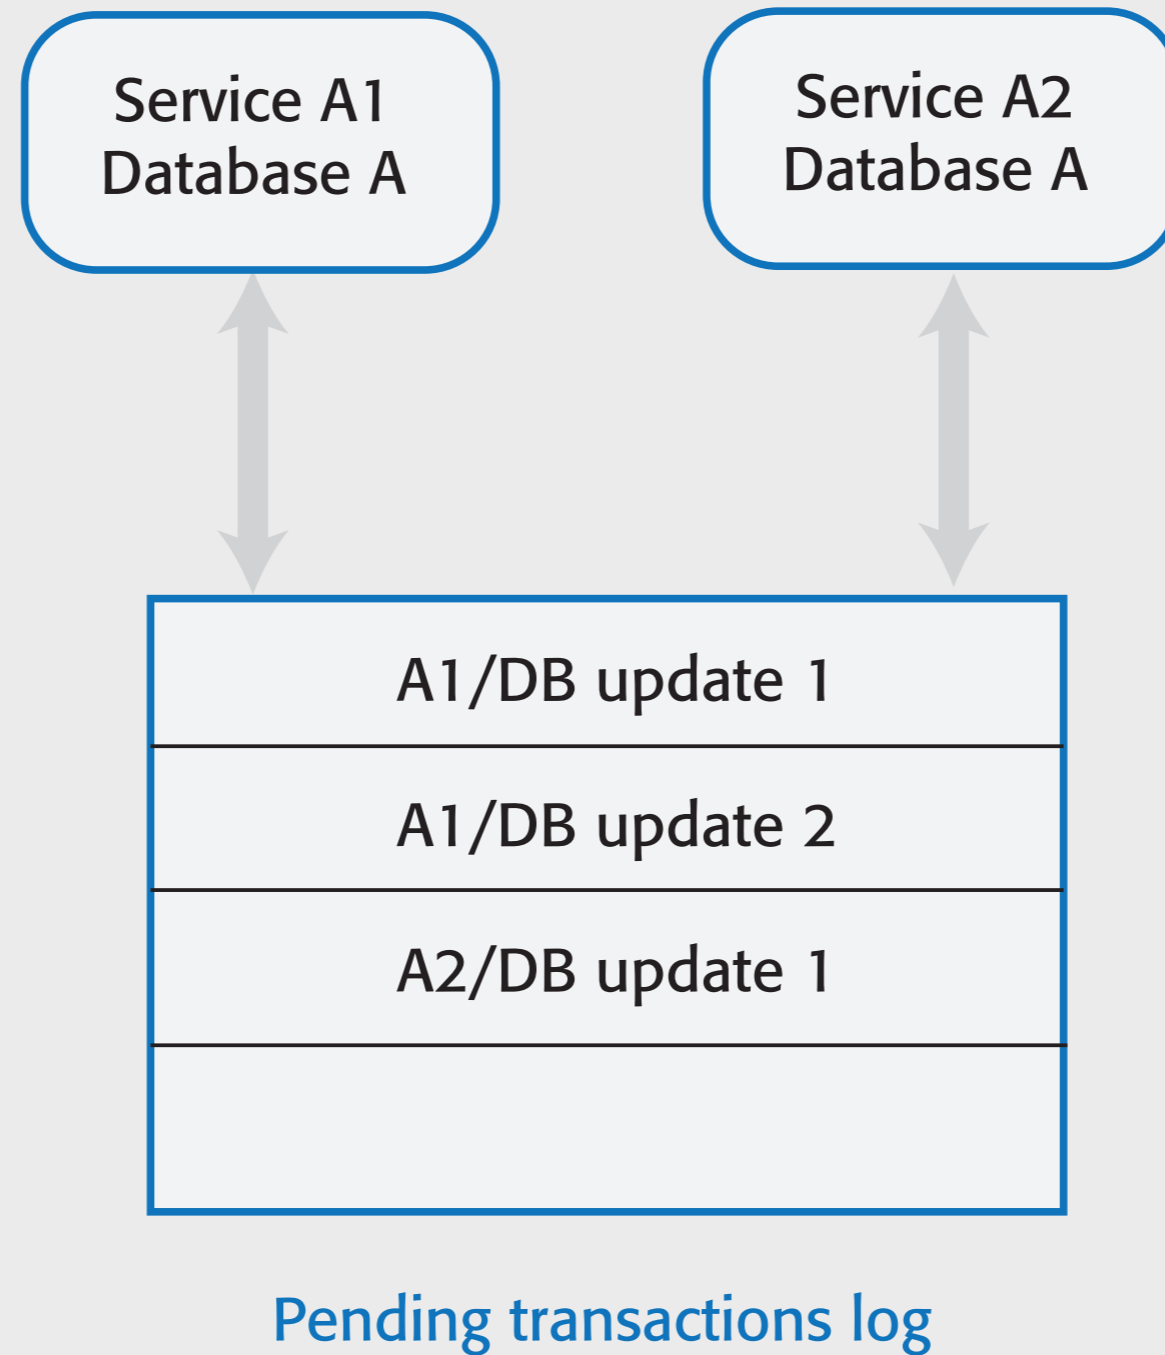 Service A1
Database A
Service A2
Database A
A1/DB update 1
A1/DB update 2
A2/DB update 1
Pending transactions log